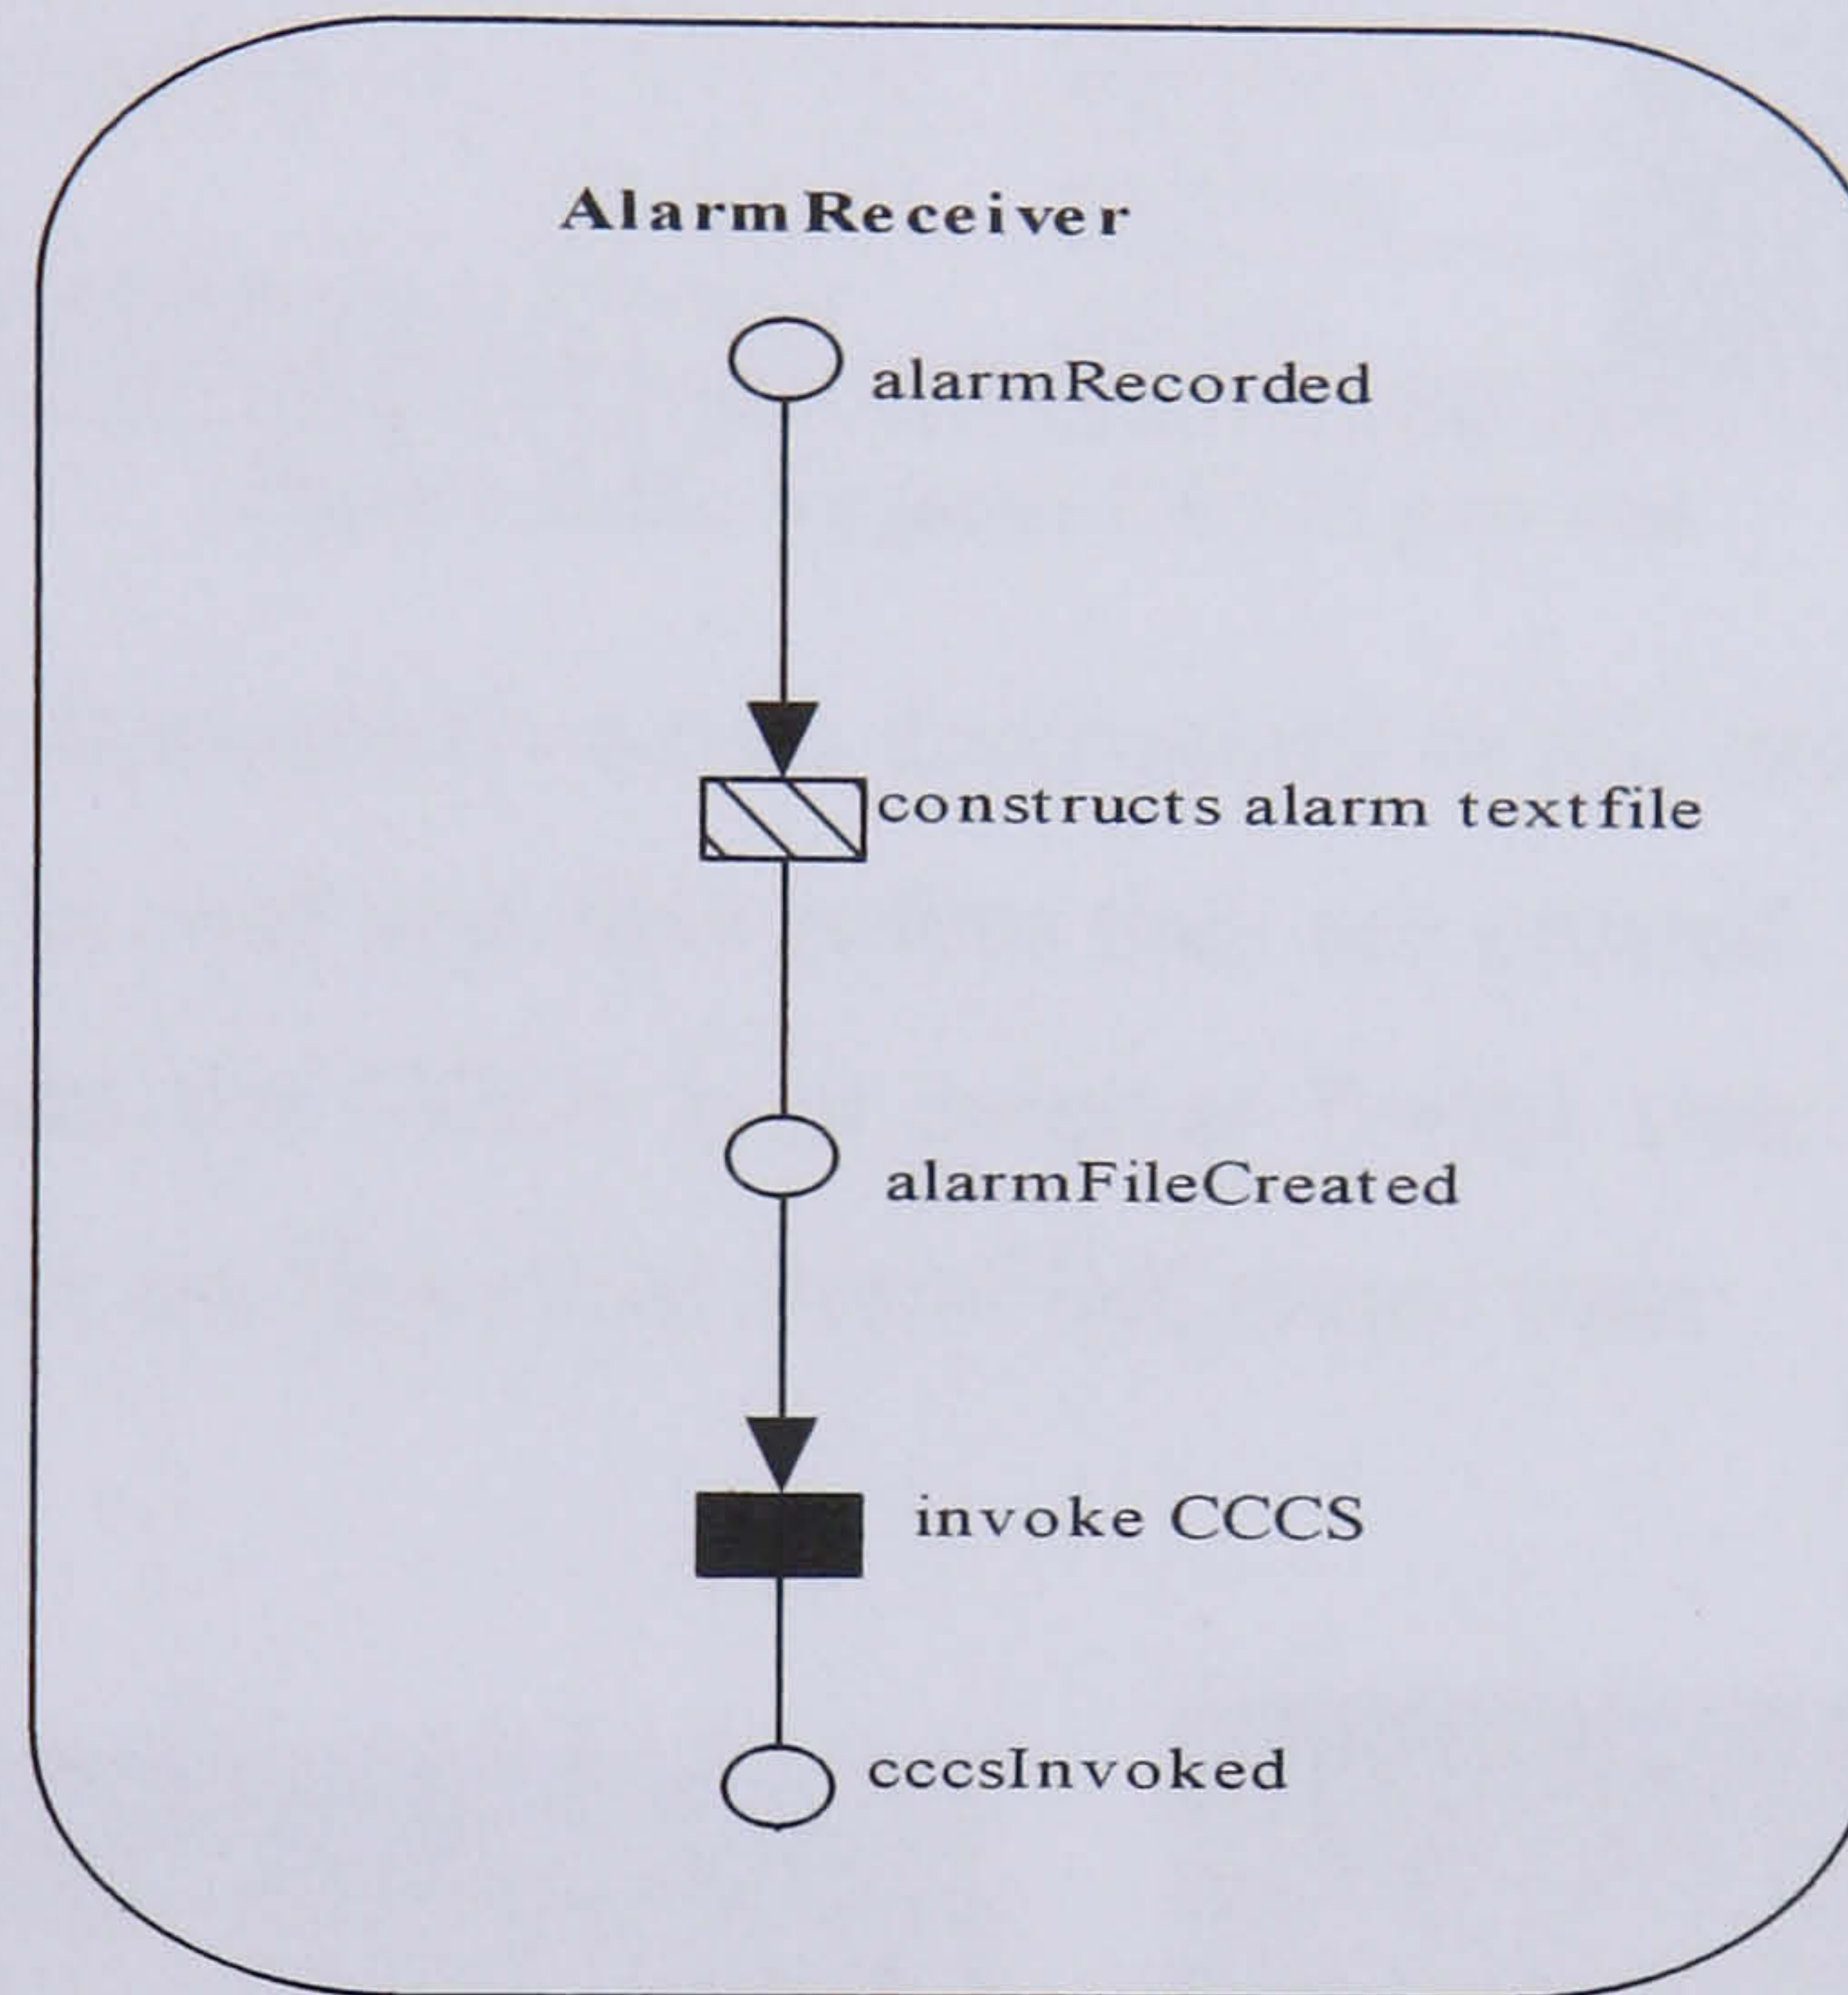 AlarmReceiver
alarmRecorded
constructs alarm textfile
alarmFileCreated
invoke CCCS
cccsInvoked